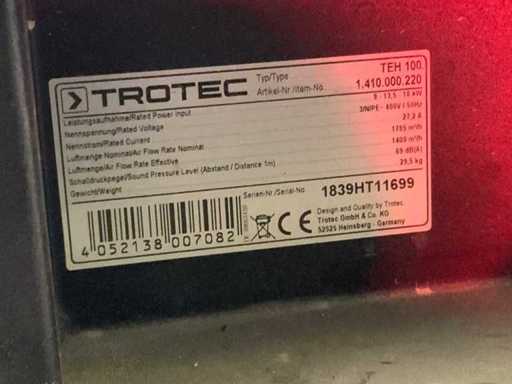 TROTEC
Typ/Type TEH 100
Artikel-Nr./Item-No. 1.410.000.220
Leistungsaufnahme/Rated Power Input 9 - 13,5 - 18 kW
Nennspannung/Rated Voltage 3/N/PE - 400V / 50Hz
Nennstrom/Rated Current 27,2 A
Luftmenge Nominal/Air Flow Rate Nominal 1785 m³/h
Luftmenge/Air Flow Rate Effective 1400 m³/h
Schalldruckpegel/Sound Pressure Level (Abstand / Distance 1m) 69 dB(A)
Gewicht/Weight 29,5 kg
Serien-Nr./Serial-No. 1839HT11699
4 052138 007082
CE
Design and Quality by Trotec
Trotec GmbH & Co. KG
52525 Heinsberg - Germany